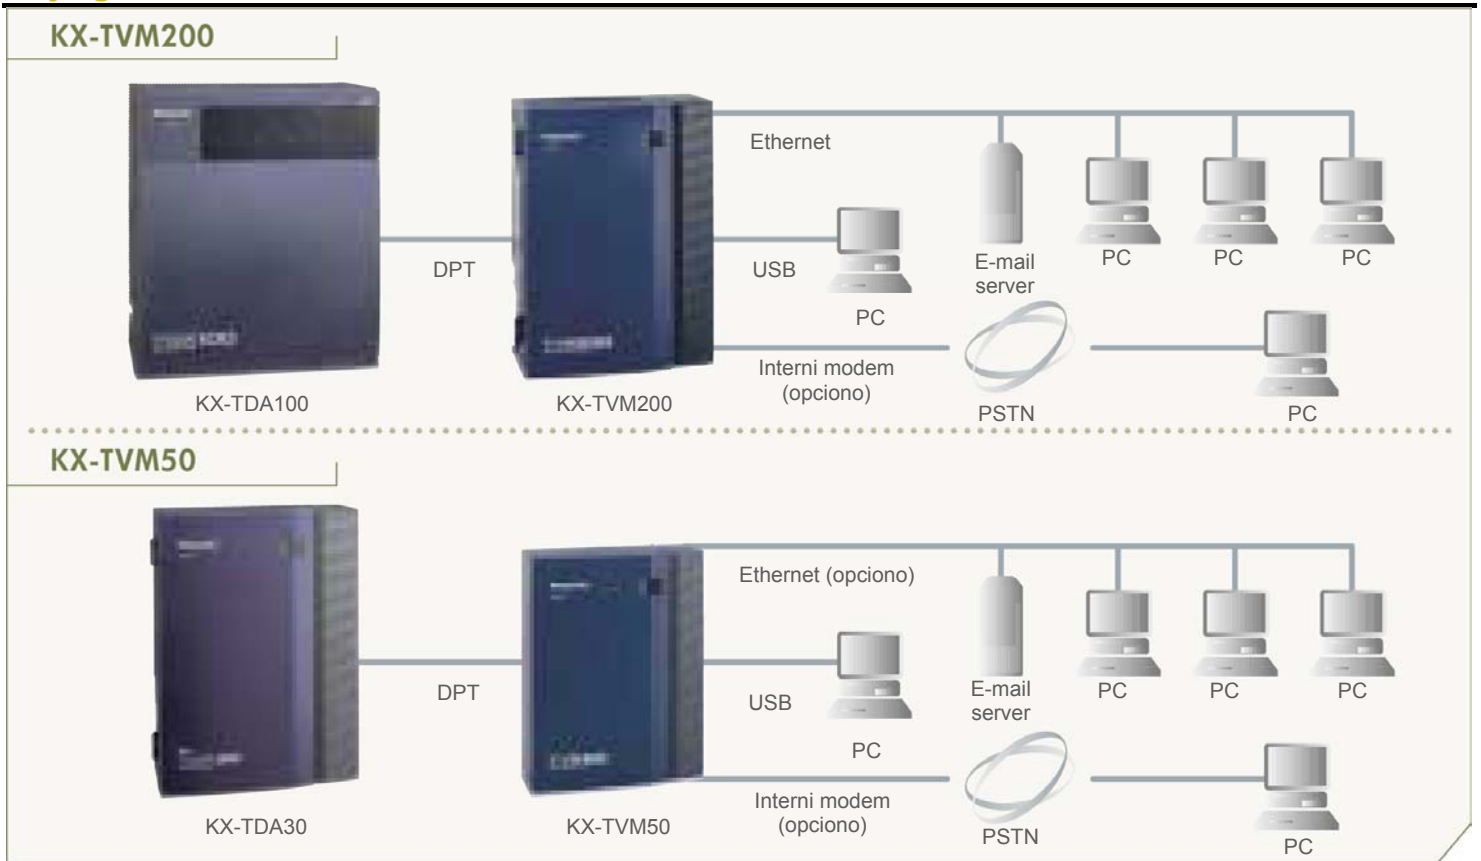 KX-TVM200
Ethernet
DPT
USB
PC
E-mail
server
PC
PC
PC
Interni modem
(opciono)
PSTN
PC
KX-TDA100
KX-TVM200
KX-TVM50
Ethernet (opciono)
DPT
USB
PC
E-mail
server
PC
PC
PC
Interni modem
(opciono)
PSTN
PC
KX-TDA30
KX-TVM50